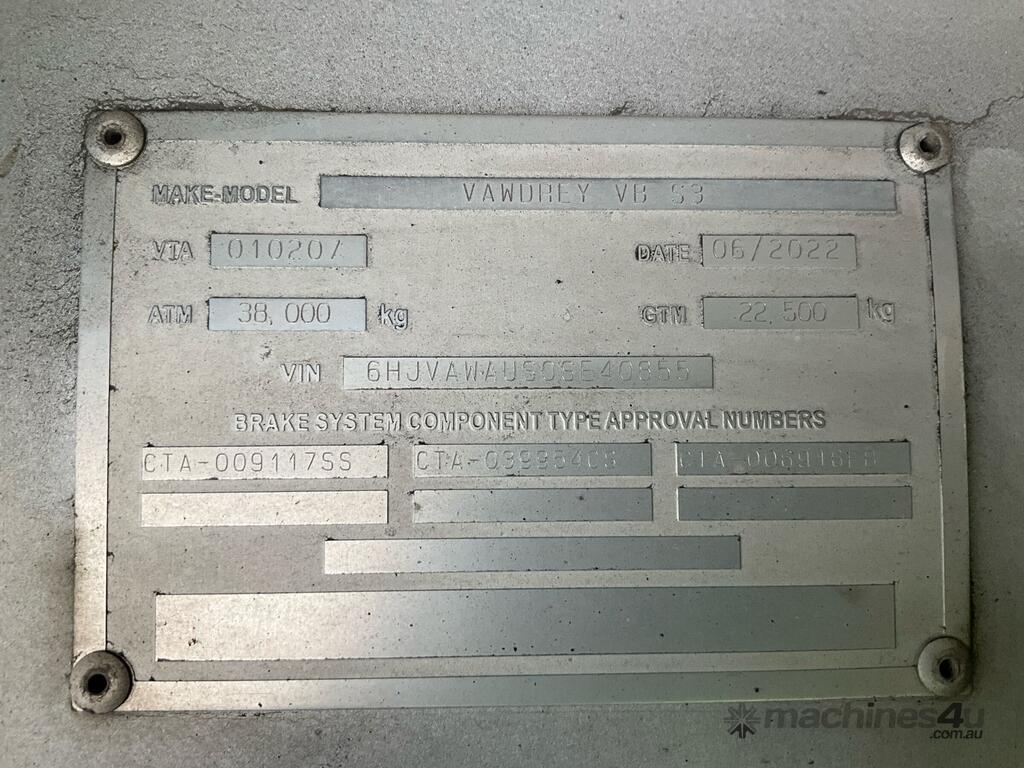 MAKE-MODEL VAWDREY VB S3
VTA 010207 DATE 06/2022
ATM 38,000 kg GTM 22,500 kg
VIN
BRAKE SYSTEM COMPONENT TYPE APPROVAL NUMBERS
CTA-009117SS
machines4u
.com.au